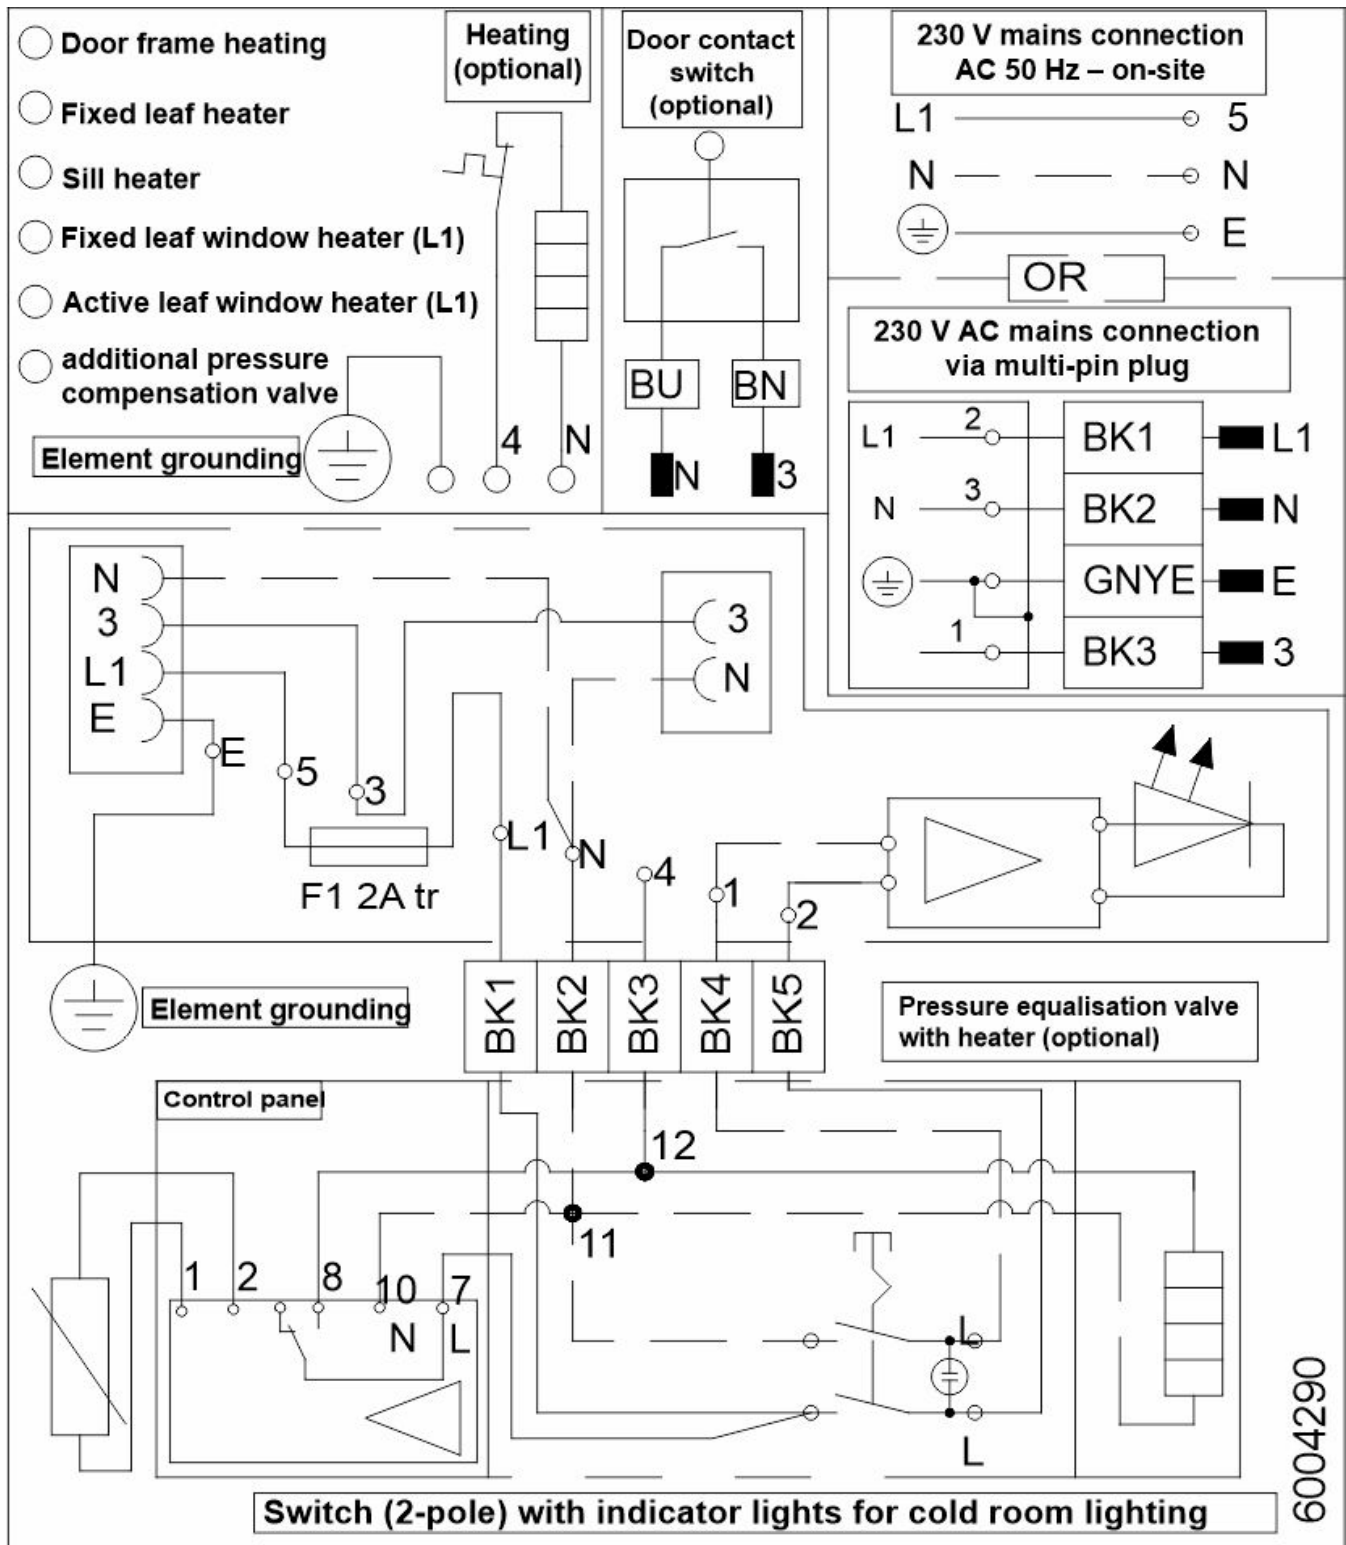 Door frame heating
Fixed leaf heater
Sill heater
Fixed leaf window heater (L1)
Active leaf window heater (L1)
additional pressure
compensation valve
Element grounding
Heating
(optional)
4
N
Door contact
switch
(optional)
BU
BN
N
3
230 V mains connection
AC 50 Hz – on-site
L1
5
N
N
E
OR
230 V AC mains connection
via multi-pin plug
L1
2
BK1
L1
N
3
BK2
N
GNYE
E
1
BK3
3
N
3
L1
E
3
N
E
5
3
L1
N
4
1
2
F1 2A tr
Element grounding
BK1
BK2
BK3
BK4
BK5
Pressure equalisation valve
with heater (optional)
Control panel
12
11
1
2
8
10
7
N
L
L
L
Switch (2-pole) with indicator lights for cold room lighting
6004290